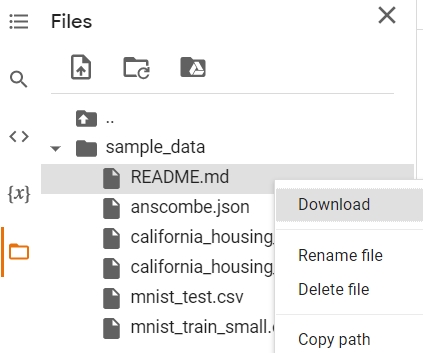 Files
..
sample_data
README.md
Download
anscombe.json
california_housing_
Rename file
california_housing_
Delete file
mnist_test.csv
mnist_train_small.
Copy path
<>
{x}